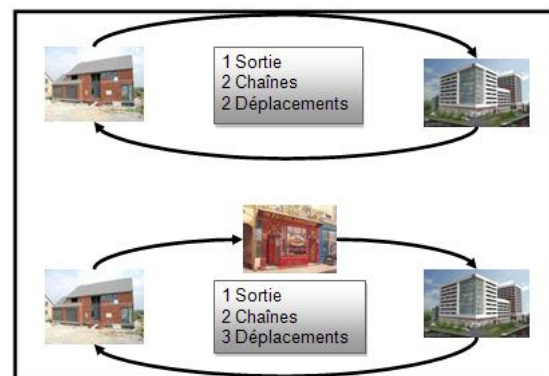 1 Sortie
2 Chaînes
2 Déplacements
1 Sortie
2 Chaînes
3 Déplacements